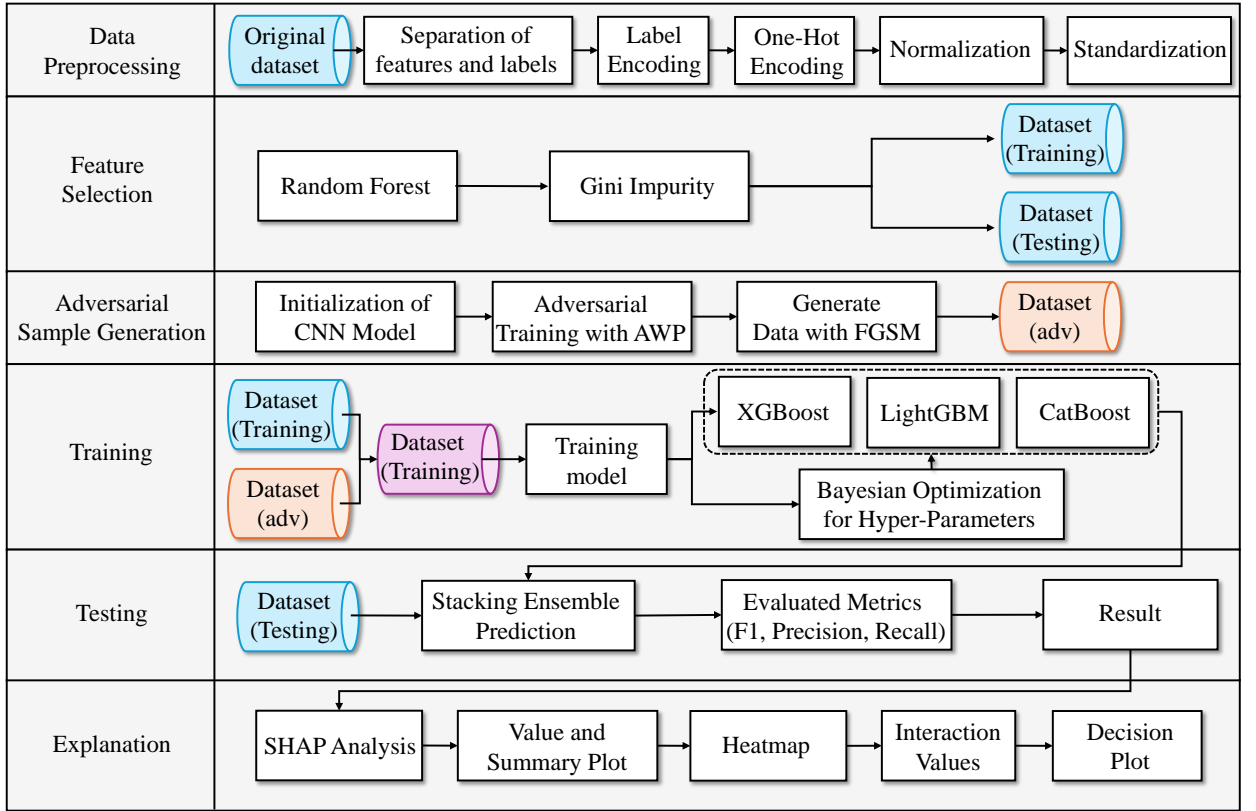 Data
Preprocessing
Original
dataset
Separation of
features and labels
Label
Encoding
One-Hot
Encoding
Normalization
Standardization
Feature
Selection
Random Forest
Gini Impurity
Dataset
(Training)
Dataset
(Testing)
Adversarial
Sample Generation
Initialization of
CNN Model
Adversarial
Training with AWP
Generate
Data with FGSM
Dataset
(adv)
Training
Dataset
(Training)
Dataset
(adv)
Dataset
(Training)
Training
model
XGBoost
LightGBM
CatBoost
Bayesian Optimization
for Hyper-Parameters
Testing
Dataset
(Testing)
Stacking Ensemble
Prediction
Evaluated Metrics
(F1, Precision, Recall)
Result
Explanation
SHAP Analysis
Value and
Summary Plot
Heatmap
Interaction
Values
Decision
Plot